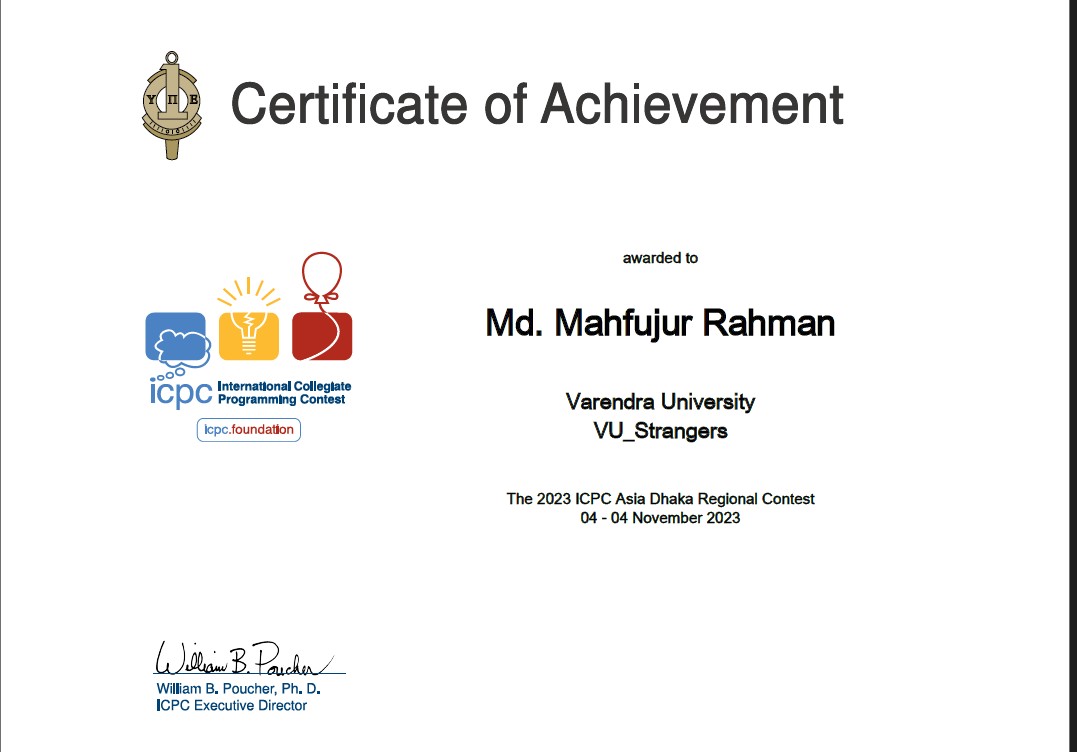 Certificate of Achievement
Υ Π Ε
awarded to
Md. Mahfujur Rahman
icpc International Collegiate
Programming Contest
icpc.foundation
Varendra University
VU_Strangers
The 2023 ICPC Asia Dhaka Regional Contest
04 - 04 November 2023
William B. Poucher
William B. Poucher, Ph. D.
ICPC Executive Director